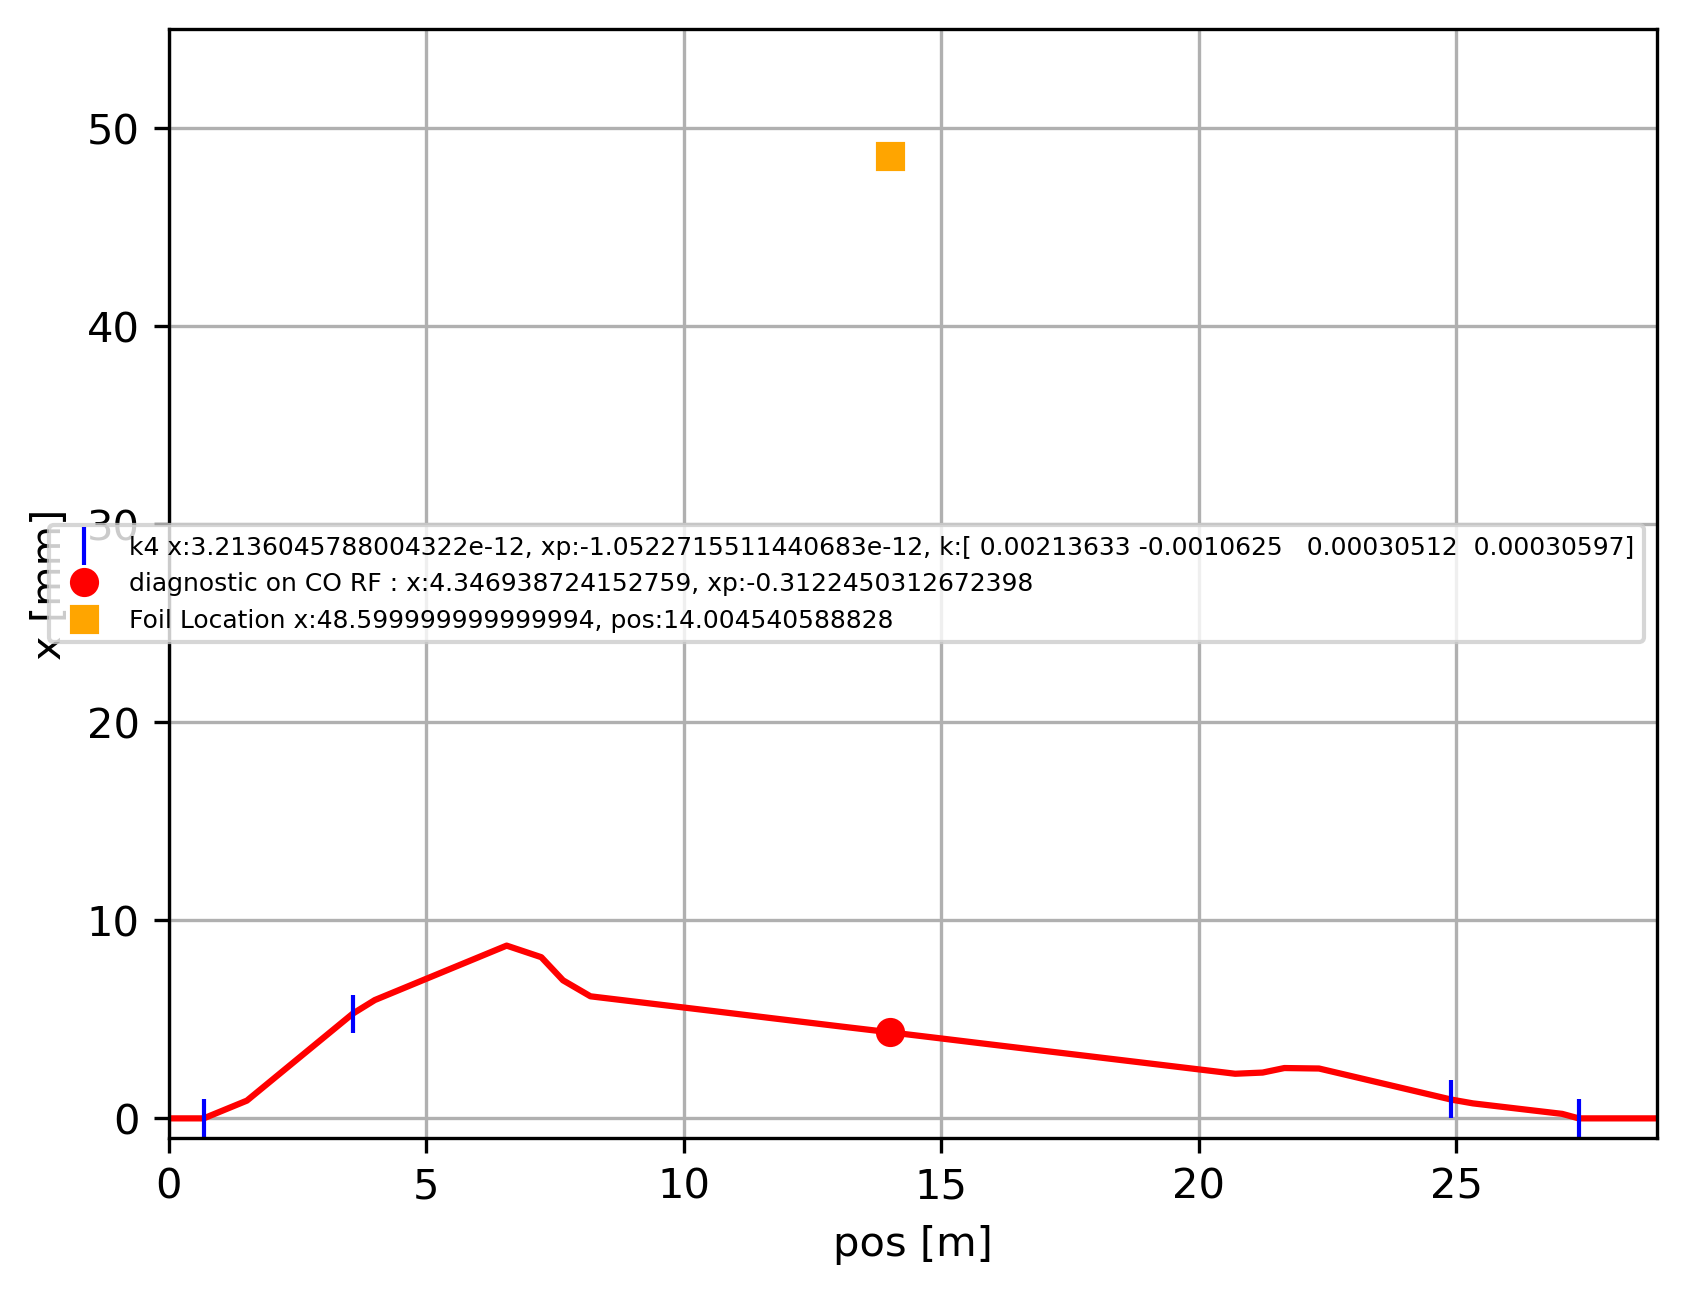 50
40
30
20
10
0
x [mm]
k4 x:3.2136045788004322e-12, xp:-1.0522715511440683e-12, k:[ 0.00213633 -0.0010625   0.00030512  0.00030597]
diagnostic on CO RF : x:4.346938724152759, xp:-0.3122450312672398
Foil Location x:48.599999999999994, pos:14.004540588828
0 5 10 15 20 25
pos [m]